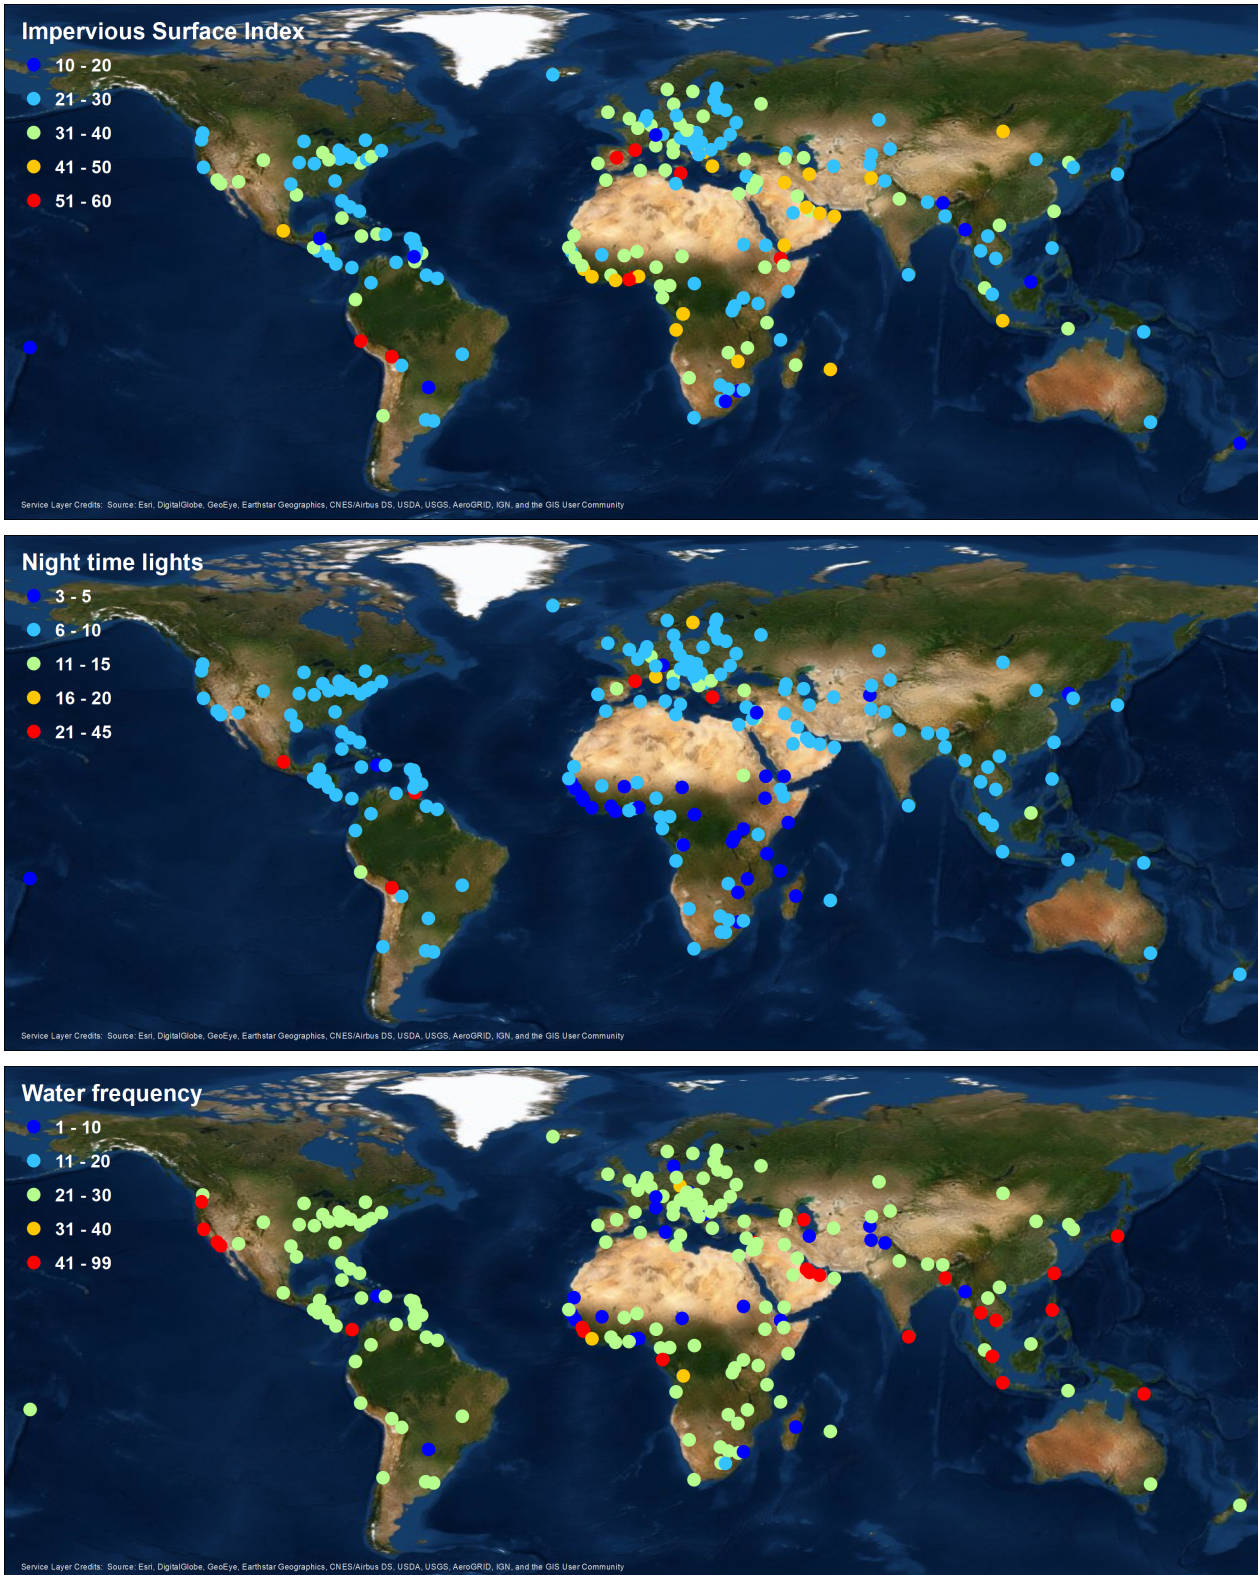 Impervious Surface Index
10 - 20
21 - 30
31 - 40
41 - 50
51 - 60
Service Layer Credits: Source: Esri, DigitalGlobe, GeoEye, Earthstar Geographics, CNES/Airbus DS, USDA, USGS, AeroGRID, IGN, and the GIS User Community
Night time lights
3 - 5
6 - 10
11 - 15
16 - 20
21 - 45
Service Layer Credits: Source: Esri, DigitalGlobe, GeoEye, Earthstar Geographics, CNES/Airbus DS, USDA, USGS, AeroGRID, IGN, and the GIS User Community
Water frequency
1 - 10
11 - 20
21 - 30
31 - 40
41 - 99
Service Layer Credits: Source: Esri, DigitalGlobe, GeoEye, Earthstar Geographics, CNES/Airbus DS, USDA, USGS, AeroGRID, IGN, and the GIS User Community